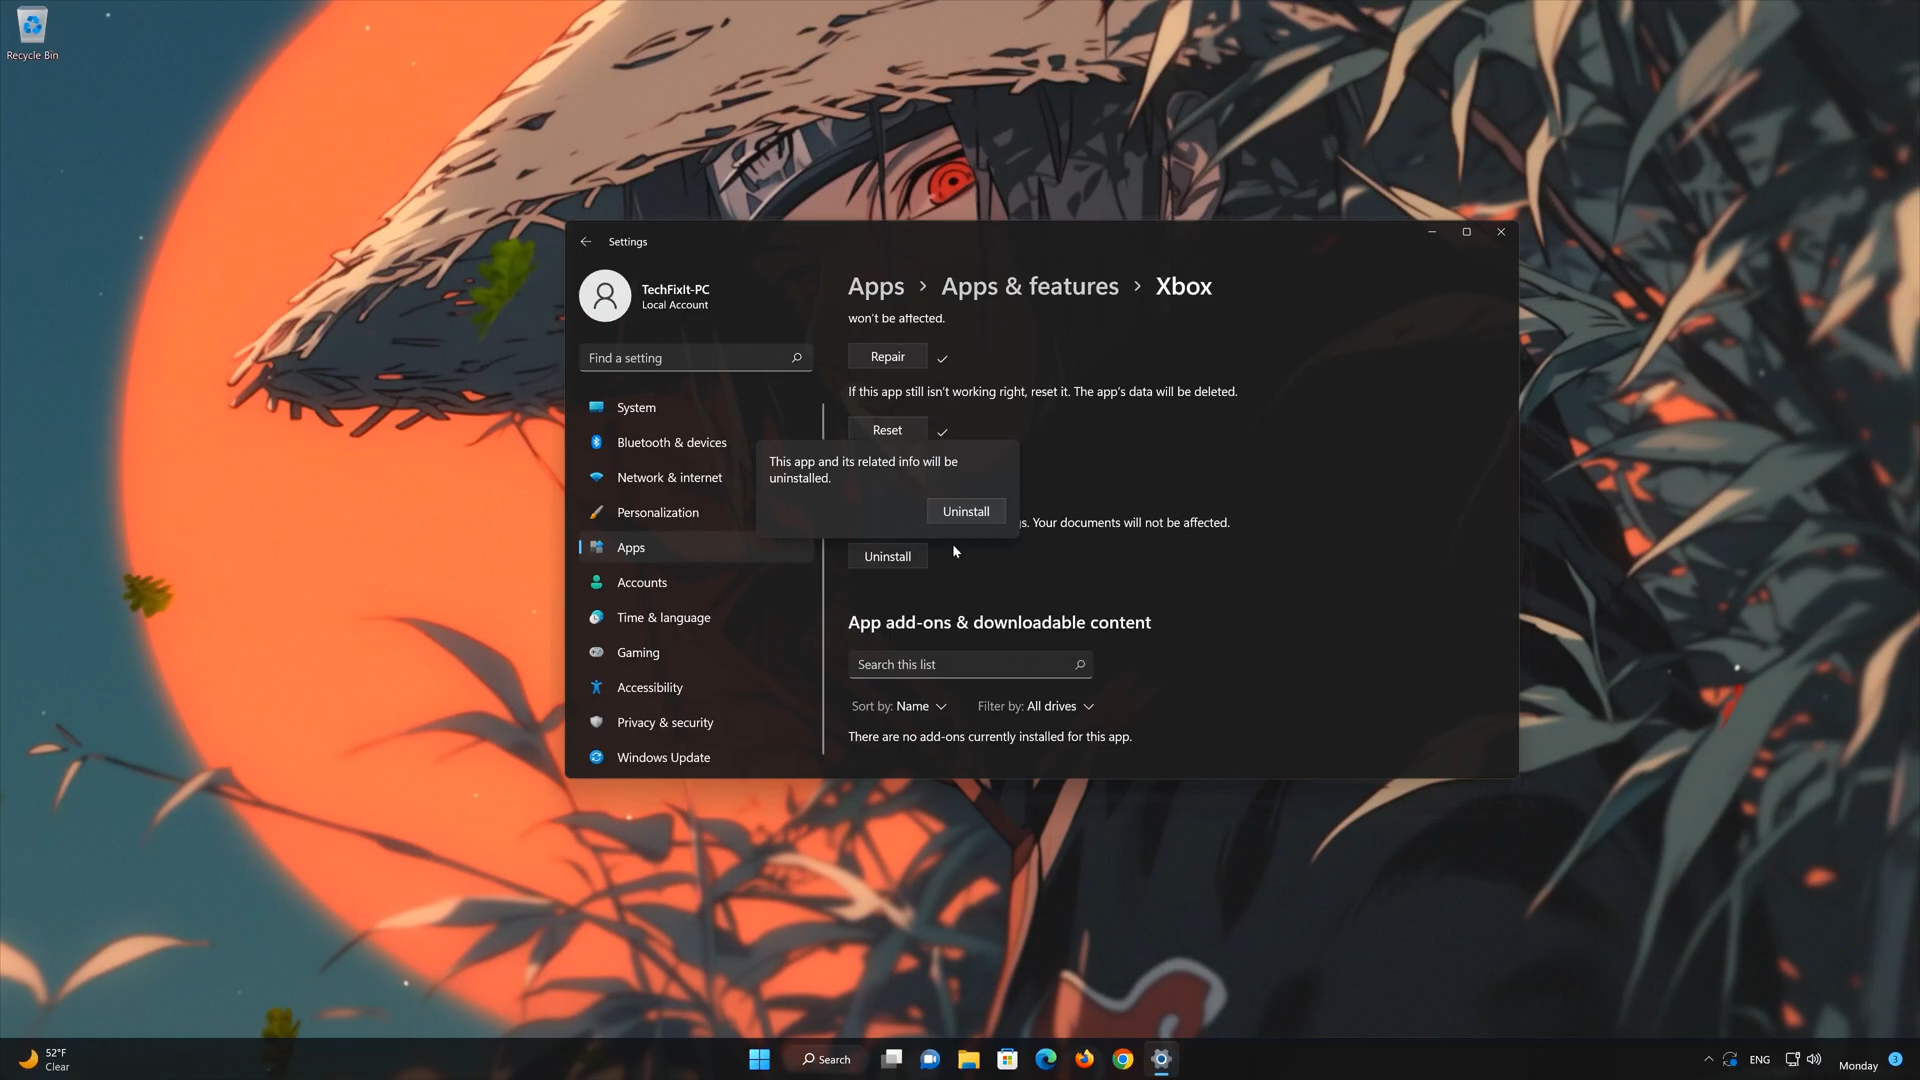 Recycle Bin
Settings
TechFixIt-PC
Local Account
Find a setting
System
Bluetooth & devices
Network & internet
Personalization
Apps
Accounts
Time & language
Gaming
Accessibility
Privacy & security
Windows Update
Apps > Apps & features > Xbox
won't be affected.
Repair
If this app still isn't working right, reset it. The app's data will be deleted.
Reset
This app and its related info will be
uninstalled.
Uninstall
s. Your documents will not be affected.
Uninstall
App add-ons & downloadable content
Search this list
Sort by: Name Filter by: All drives
There are no add-ons currently installed for this app.
52°F
Clear
Search
ENG
Monday
3